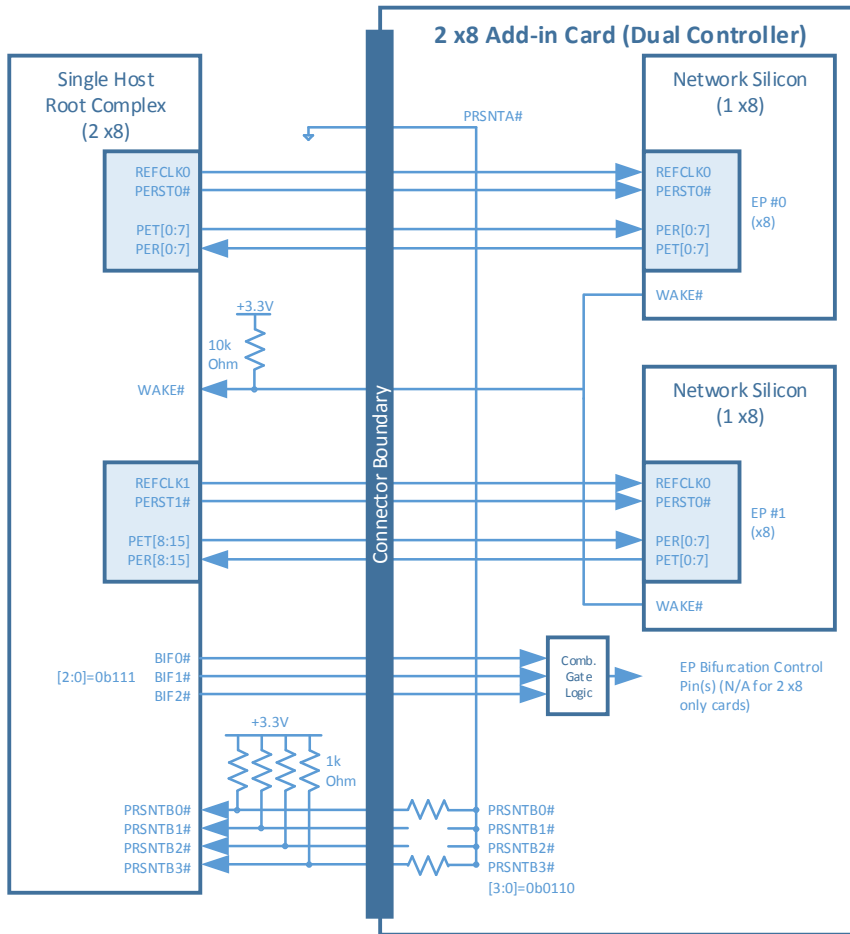 2 x8 Add-in Card (Dual Controller)
Single Host
Root Complex
(2 x8)
Network Silicon
(1 x8)
PRSNTA#
REFCLK0
PERST0#
PET[0:7]
PER[0:7]
REFCLK0
PERST0#
PER[0:7]
PET[0:7]
EP #0
(x8)
WAKE#
+3.3V
10k
Ohm
WAKE#
Connector Boundary
Network Silicon
(1 x8)
REFCLK1
PERST1#
PET[8:15]
PER[8:15]
REFCLK0
PERST0#
PER[0:7]
PET[0:7]
EP #1
(x8)
WAKE#
BIF0#
BIF1#
BIF2#
[2:0]=0b111
Comb.
Gate
Logic
EP Bifurcation Control
Pin(s) (N/A for 2 x8
only cards)
+3.3V
1k
Ohm
PRSNTB0#
PRSNTB1#
PRSNTB2#
PRSNTB3#
PRSNTB0#
PRSNTB1#
PRSNTB2#
PRSNTB3#
[3:0]=0b0110